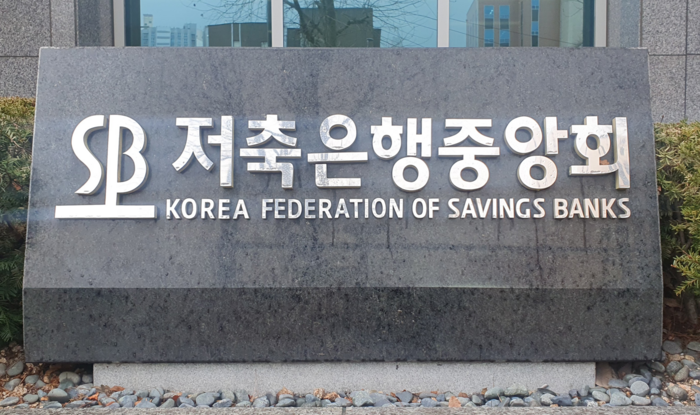 SB 저축은행중앙회
KOREA FEDERATION OF SAVINGS BANKS